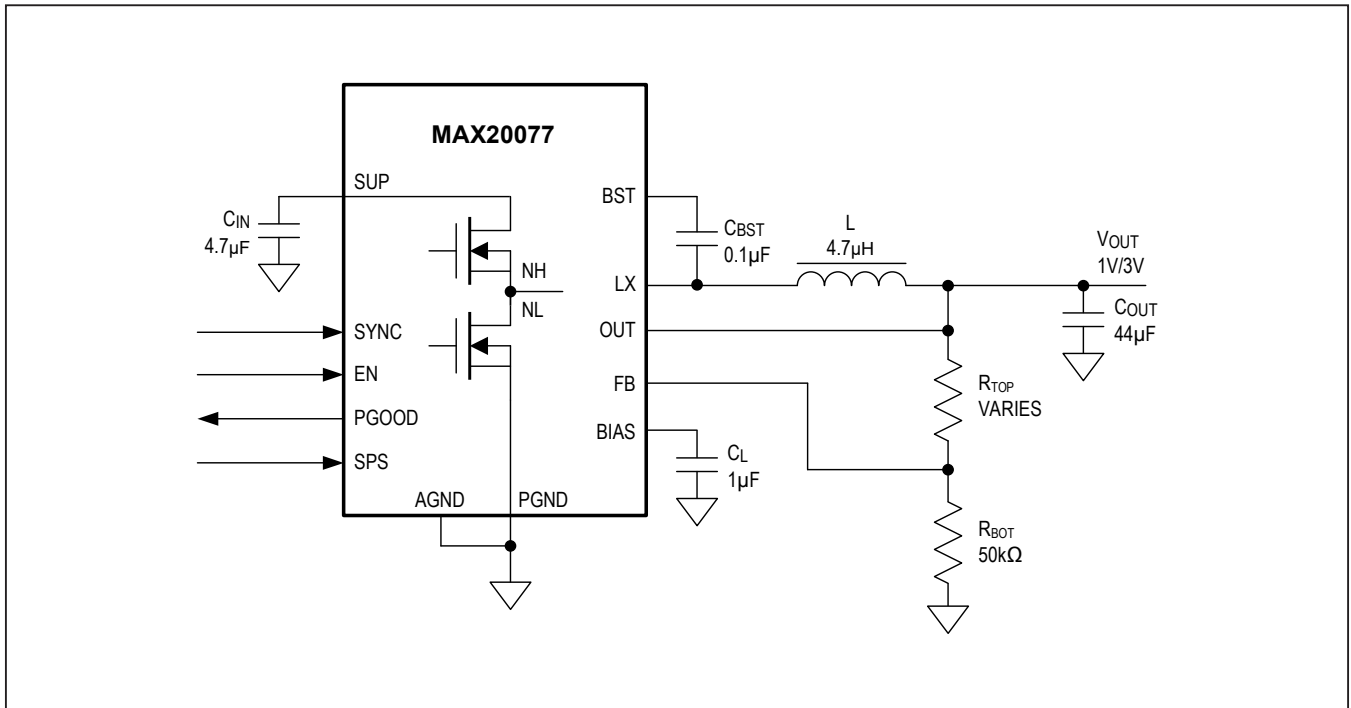 MAX20077
SUP
CIN
4.7µF
NH
NL
SYNC
EN
PGOOD
SPS
AGND
PGND
BST
LX
OUT
FB
BIAS
CBST
0.1µF
L
4.7µH
VOUT
1V/3V
COUT
44µF
RTOP
VARIES
CL
1µF
RBOT
50kΩ